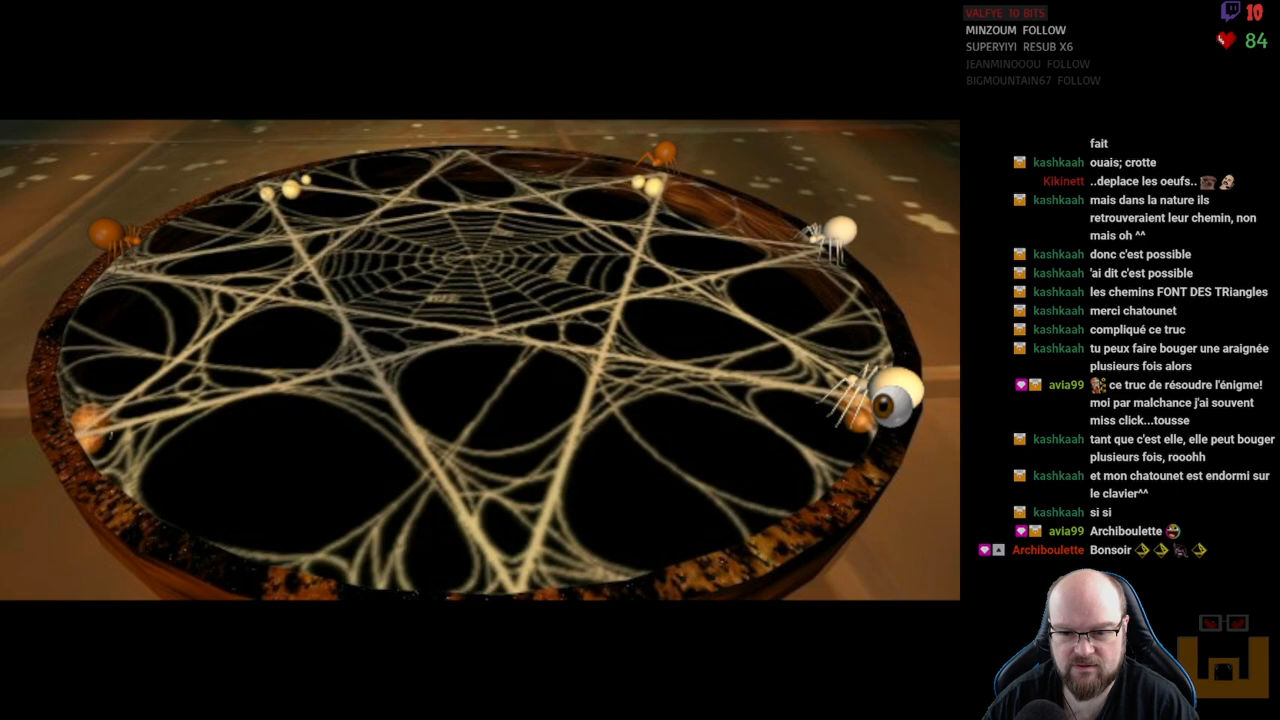 VALFYE 10 BITS
10
MINZOUM FOLLOW
84
SUPERYIYI RESUB X6
JEANMINOOOU FOLLOW
BIGMOUNTAIN67 FOLLOW
fait
kashkaah ouais; crotte
Kikinett ..deplace les oeufs..
kashkaah mais dans la nature ils
retrouveraient leur chemin, non
mais oh ^^
kashkaah donc c'est possible
kashkaah 'ai dit c'est possible
kashkaah les chemins FONT DES TRiangles
kashkaah merci chatounet
kashkaah compliqué ce truc
kashkaah tu peux faire bouger une araignée
plusieurs fois alors
avia99 ce truc de résoudre l'énigme!
moi par malchance j'ai souvent
miss click...tousse
kashkaah tant que c'est elle, elle peut bouger
plusieurs fois, rooohh
kashkaah et mon chatounet est endormi sur
le clavier^^
kashkaah si si
avia99 Archiboulette
Archiboulette Bonsoir